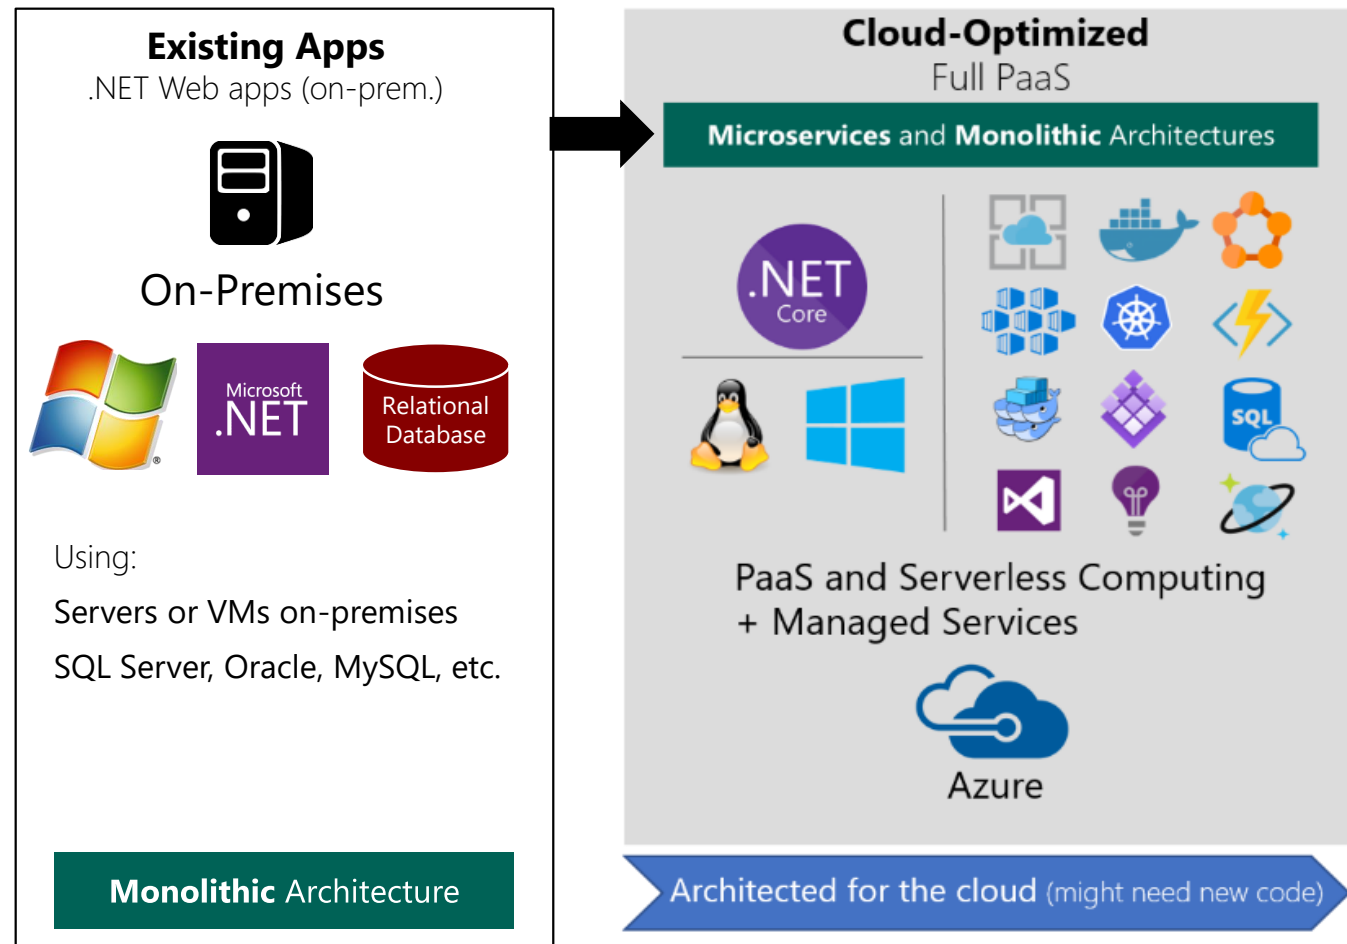 Existing Apps
.NET Web apps (on-prem.)
On-Premises
Microsoft
.NET
Relational
Database
Using:
Servers or VMs on-premises
SQL Server, Oracle, MySQL, etc.
Monolithic Architecture
Cloud-Optimized
Full PaaS
Microservices and Monolithic Architectures
.NET
Core
SQL
PaaS and Serverless Computing
+ Managed Services
Azure
Architected for the cloud (might need new code)